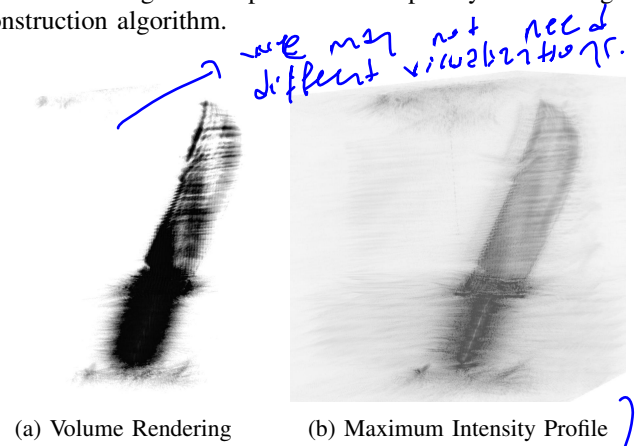 onstruction algorithm.
we may not need
different visualizations.
(a) Volume Rendering
(b) Maximum Intensity Profile